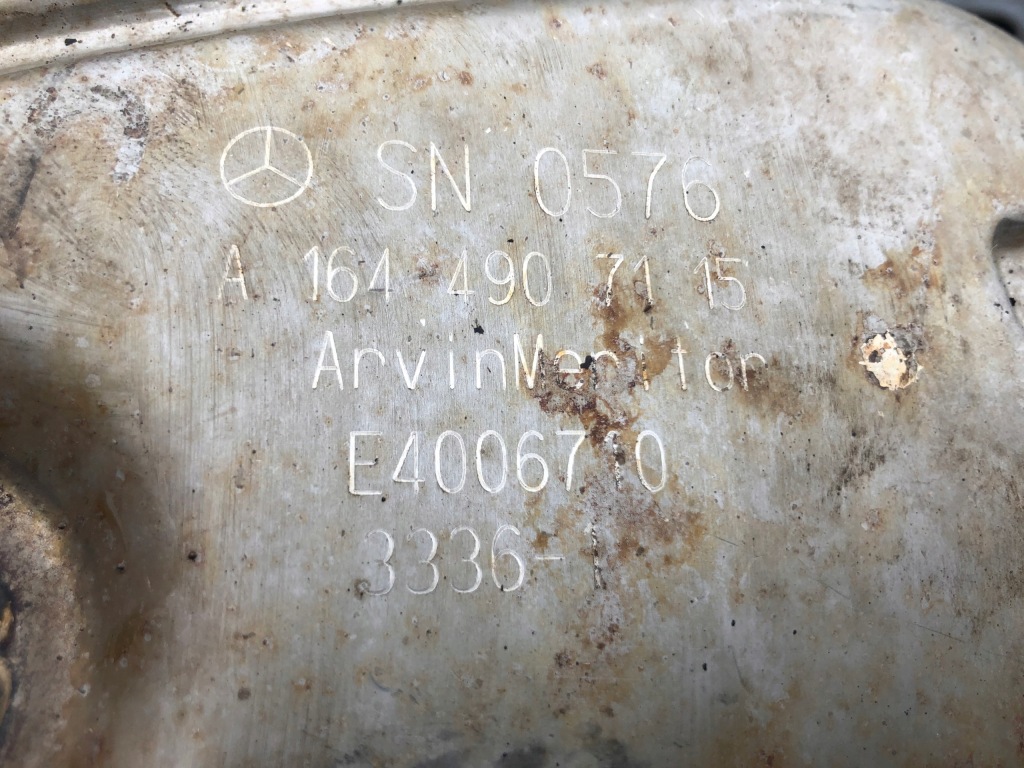 SN 0576
A 164 490 71 15
ArvinMeritor
E4006710
3336-1